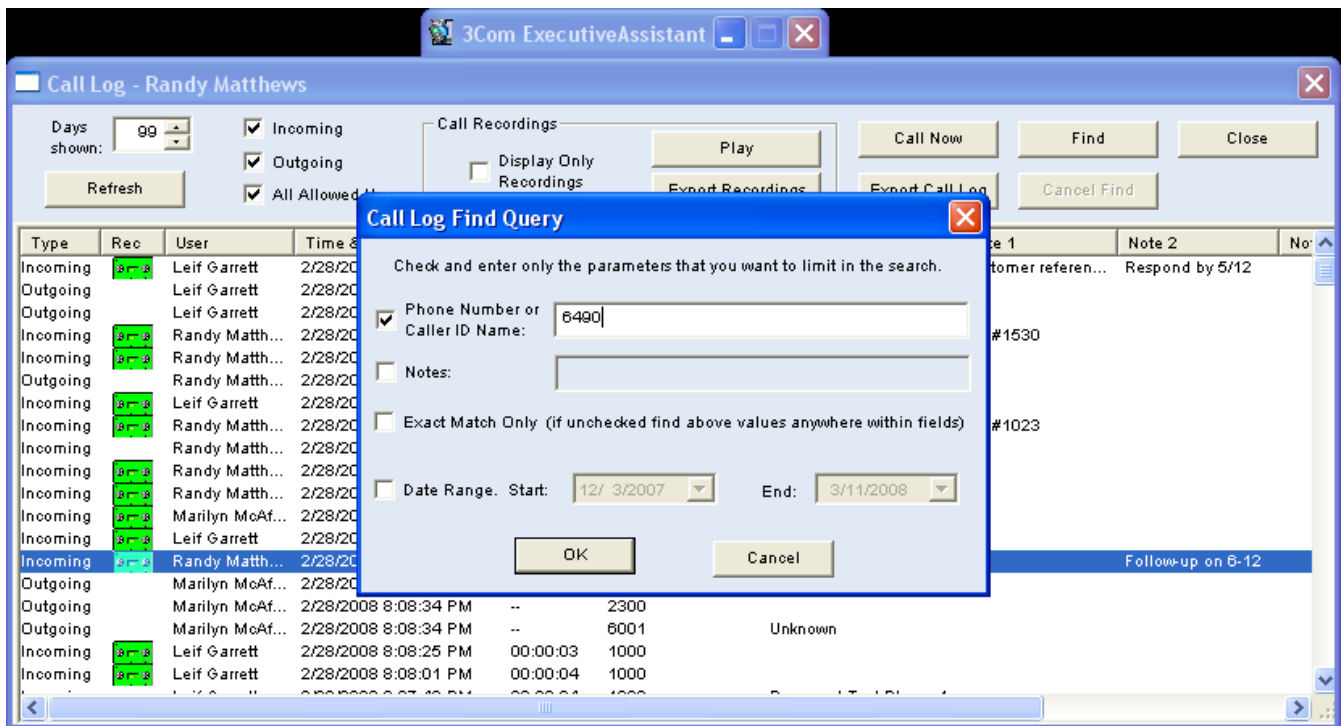 3Com ExecutiveAssistant
Call Log - Randy Matthews
Days shown: 99
Incoming
Outgoing
All Allowed
Refresh
Call Recordings
Display Only Recordings
Play
Export Recordings
Call Now
Find
Close
Export Call Log
Cancel Find
Call Log Find Query
Check and enter only the parameters that you want to limit in the search.
Phone Number or Caller ID Name: 6490
Notes:
Exact Match Only (if unchecked find above values anywhere within fields)
Date Range. Start: 12/ 3/2007 End: 3/11/2008
OK
Cancel
Type Rec User Time & Note 2
Incoming Leif Garrett 2/28/20 tomer referen... Respond by 5/12
Outgoing Leif Garrett 2/28/20
Outgoing Leif Garrett 2/28/20
Incoming Randy Matth... 2/28/20 #1530
Incoming Randy Matth... 2/28/20
Outgoing Randy Matth... 2/28/20
Incoming Leif Garrett 2/28/20
Incoming Randy Matth... 2/28/20 #1023
Incoming Randy Matth... 2/28/20
Incoming Randy Matth... 2/28/20
Incoming Randy Matth... 2/28/20
Incoming Marilyn McAf... 2/28/20
Incoming Leif Garrett 2/28/20
Incoming Randy Matth... 2/28/20 Follow-up on 6-12
Outgoing Marilyn McAf... 2/28/20
Outgoing Marilyn McAf... 2/28/2008 8:08:34 PM -- 2300
Outgoing Marilyn McAf... 2/28/2008 8:08:34 PM -- 6001 Unknown
Incoming Leif Garrett 2/28/2008 8:08:25 PM 00:00:03 1000
Incoming Leif Garrett 2/28/2008 8:08:01 PM 00:00:04 1000